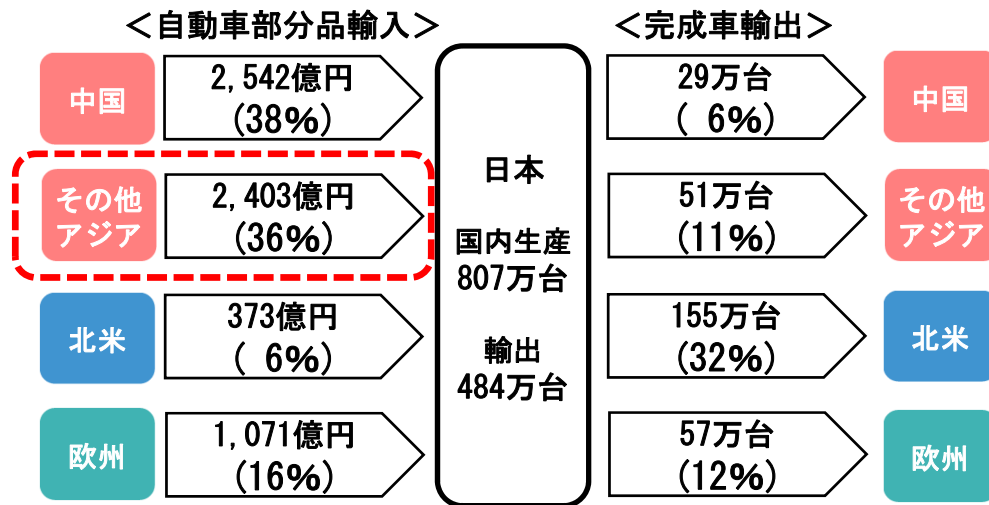 <自動車部分品輸入>
<完成車輸出>
中国
2,542億円
(38%)
その他
アジア
2,403億円
(36%)
北米
373億円
( 6%)
欧州
1,071億円
(16%)
日本
国内生産
807万台
輸出
484万台
29万台
( 6%)
中国
51万台
(11%)
その他
アジア
155万台
(32%)
北米
57万台
(12%)
欧州